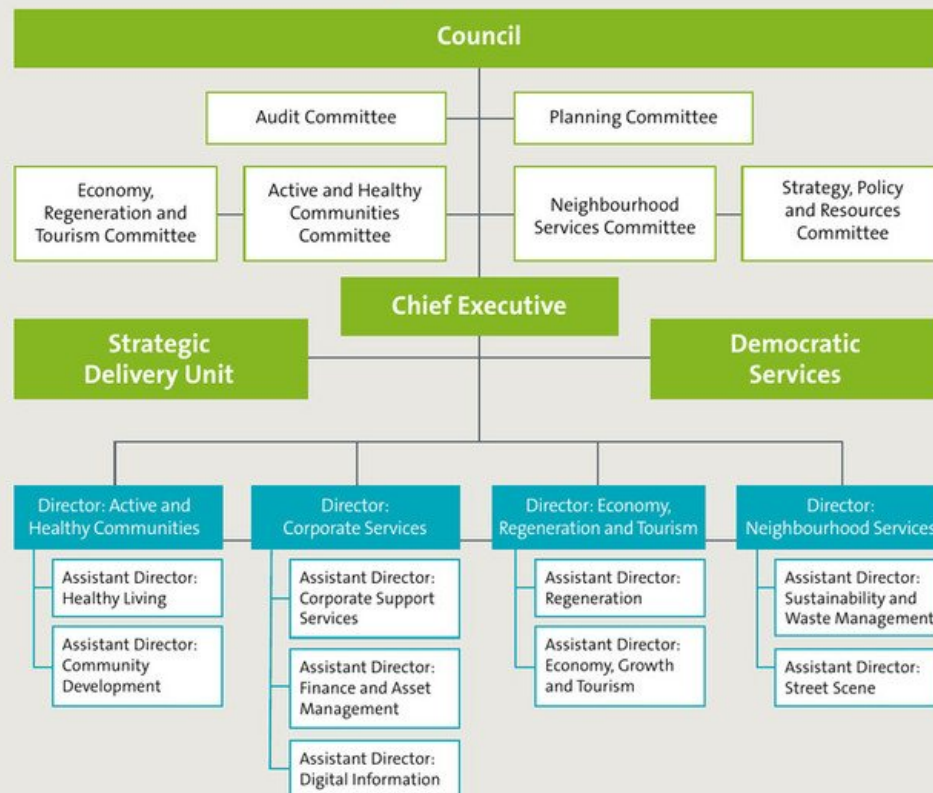 Council
Audit Committee
Planning Committee
Economy,
Regeneration and
Tourism Committee
Active and Healthy
Communities
Committee
Neighbourhood
Services Committee
Strategy, Policy
and Resources
Committee
Chief Executive
Strategic
Delivery Unit
Democratic
Services
Director: Active and
Healthy Communities
Assistant Director:
Healthy Living
Assistant Director:
Community
Development
Director:
Corporate Services
Assistant Director:
Corporate Support
Services
Assistant Director:
Finance and Asset
Management
Assistant Director:
Digital Information
Director: Economy,
Regeneration and Tourism
Assistant Director:
Regeneration
Assistant Director:
Economy, Growth
and Tourism
Director:
Neighbourhood Services
Assistant Director:
Sustainability and
Waste Management
Assistant Director:
Street Scene